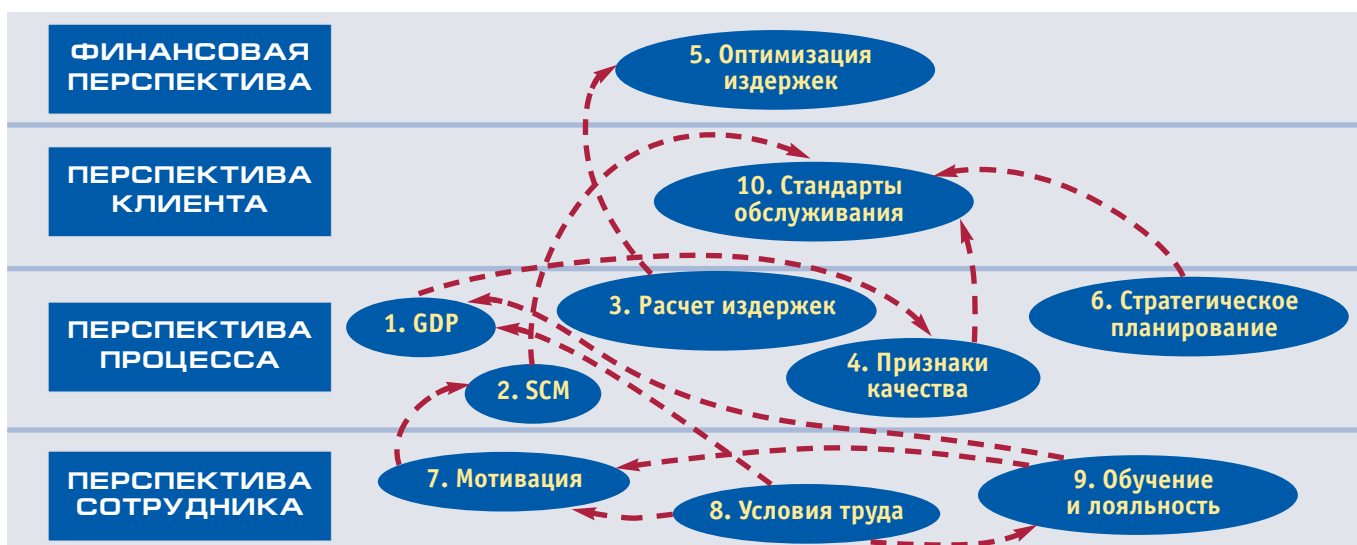 ФИНАНСОВАЯ
ПЕРСПЕКТИВА
5. Оптимизация
издержек
ПЕРСПЕКТИВА
КЛИЕНТА
10. Стандарты
обслуживания
ПЕРСПЕКТИВА
ПРОЦЕССА
1. GDP
2. SCM
3. Расчет издержек
4. Признаки
качества
6. Стратегическое
планирование
ПЕРСПЕКТИВА
СОТРУДНИКА
7. Мотивация
8. Условия труда
9. Обучение
и лояльность